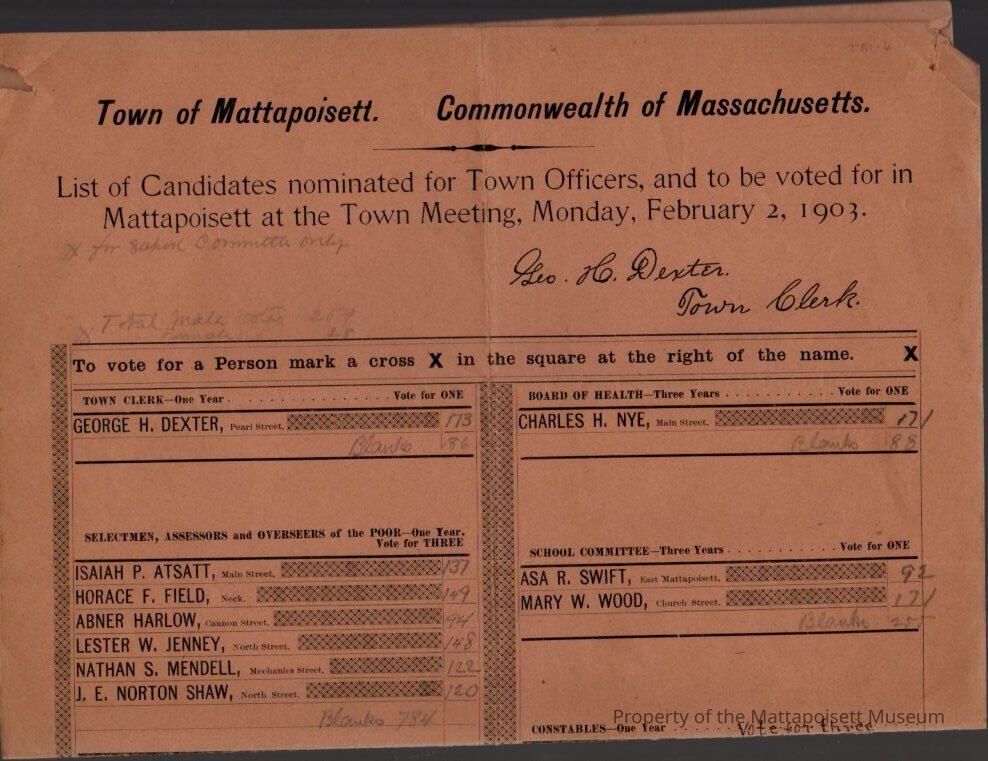 TM-6
Town of Mattapoisett. Commonwealth of Massachusetts.
List of Candidates nominated for Town Officers, and to be voted for in
Mattapoisett at the Town Meeting, Monday, February 2, 1903.
X for School Committee only
Geo. H. Dexter.
Town Clerk.
X Total male votes 259
female 28
To vote for a Person mark a cross X in the square at the right of the name. X
TOWN CLERK—One Year . . . . . . . . . . . . . Vote for ONE
GEORGE H. DEXTER, Pearl Street, 173
Blanks 86
SELECTMEN, ASSESSORS and OVERSEERS of the POOR—One Year.
Vote for THREE
ISAIAH P. ATSATT, Main Street, 137
HORACE F. FIELD, Neck. 149
ABNER HARLOW, Cannon Street, 94
LESTER W. JENNEY, North Street, 148
NATHAN S. MENDELL, Mechanics Street, 122
J. E. NORTON SHAW, North Street, 120
Blanks 784
BOARD OF HEALTH—Three Years . . . . . . . . . . . Vote for ONE
CHARLES H. NYE, Main Street, 171
Blanks 88
SCHOOL COMMITTEE—Three Years . . . . . . . . . . . Vote for ONE
ASA R. SWIFT, East Mattapoisett, 92
MARY W. WOOD, Church Street, 171
Blanks
CONSTABLES—One Year . . . . . . Vote for three
Property of the Mattapoisett Museum